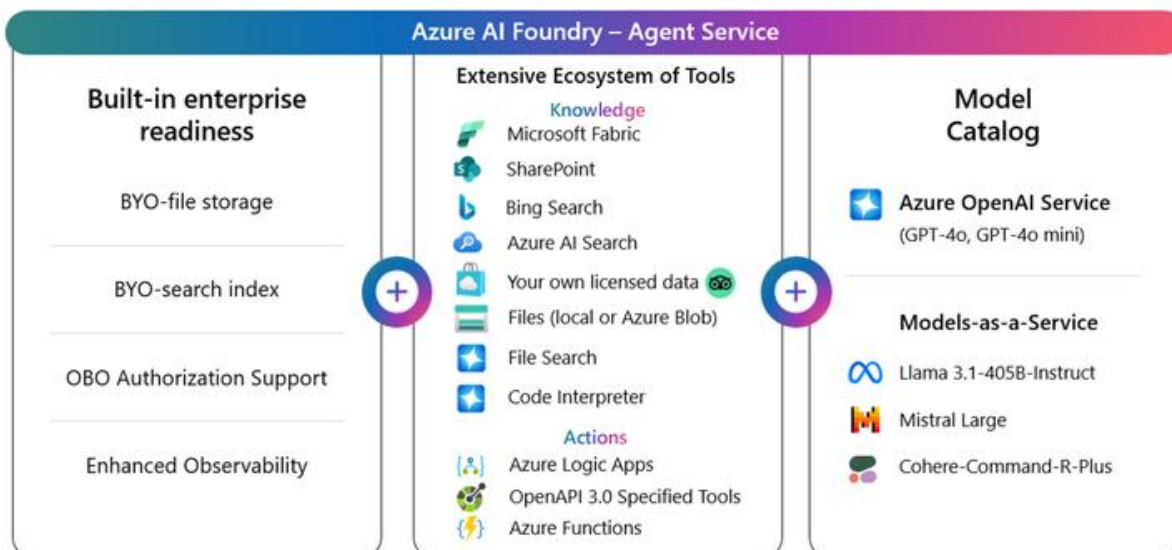 Azure AI Foundry – Agent Service
Built-in enterprise
readiness
BYO-file storage
BYO-search index
OBO Authorization Support
Enhanced Observability
Extensive Ecosystem of Tools
Knowledge
Microsoft Fabric
SharePoint
Bing Search
Azure AI Search
Your own licensed data
Files (local or Azure Blob)
File Search
Code Interpreter
Actions
Azure Logic Apps
OpenAPI 3.0 Specified Tools
Azure Functions
Model
Catalog
Azure OpenAI Service
(GPT-4o, GPT-4o mini)
Models-as-a-Service
Llama 3.1-405B-Instruct
Mistral Large
Cohere-Command-R-Plus